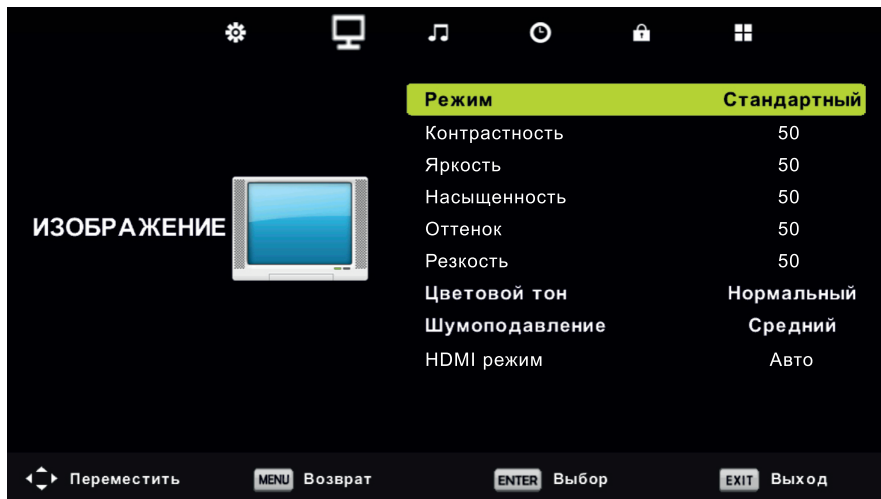 Режим Стандартный
Контрастность 50
Яркость 50
Насыщенность 50
ИЗОБРАЖЕНИЕ
Оттенок 50
Резкость 50
Цветовой тон Нормальный
Шумоподавление Средний
HDMI режим Авто
Переместить MENU Возврат ENTER Выбор EXIT Выход